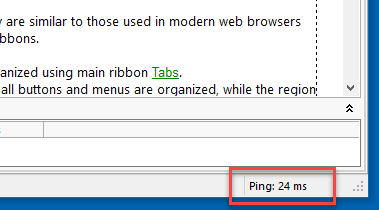 y are similar to those used in modern web browsers
bbons.
anized using main ribbon Tabs.
all buttons and menus are organized, while the region
Ping: 24 ms